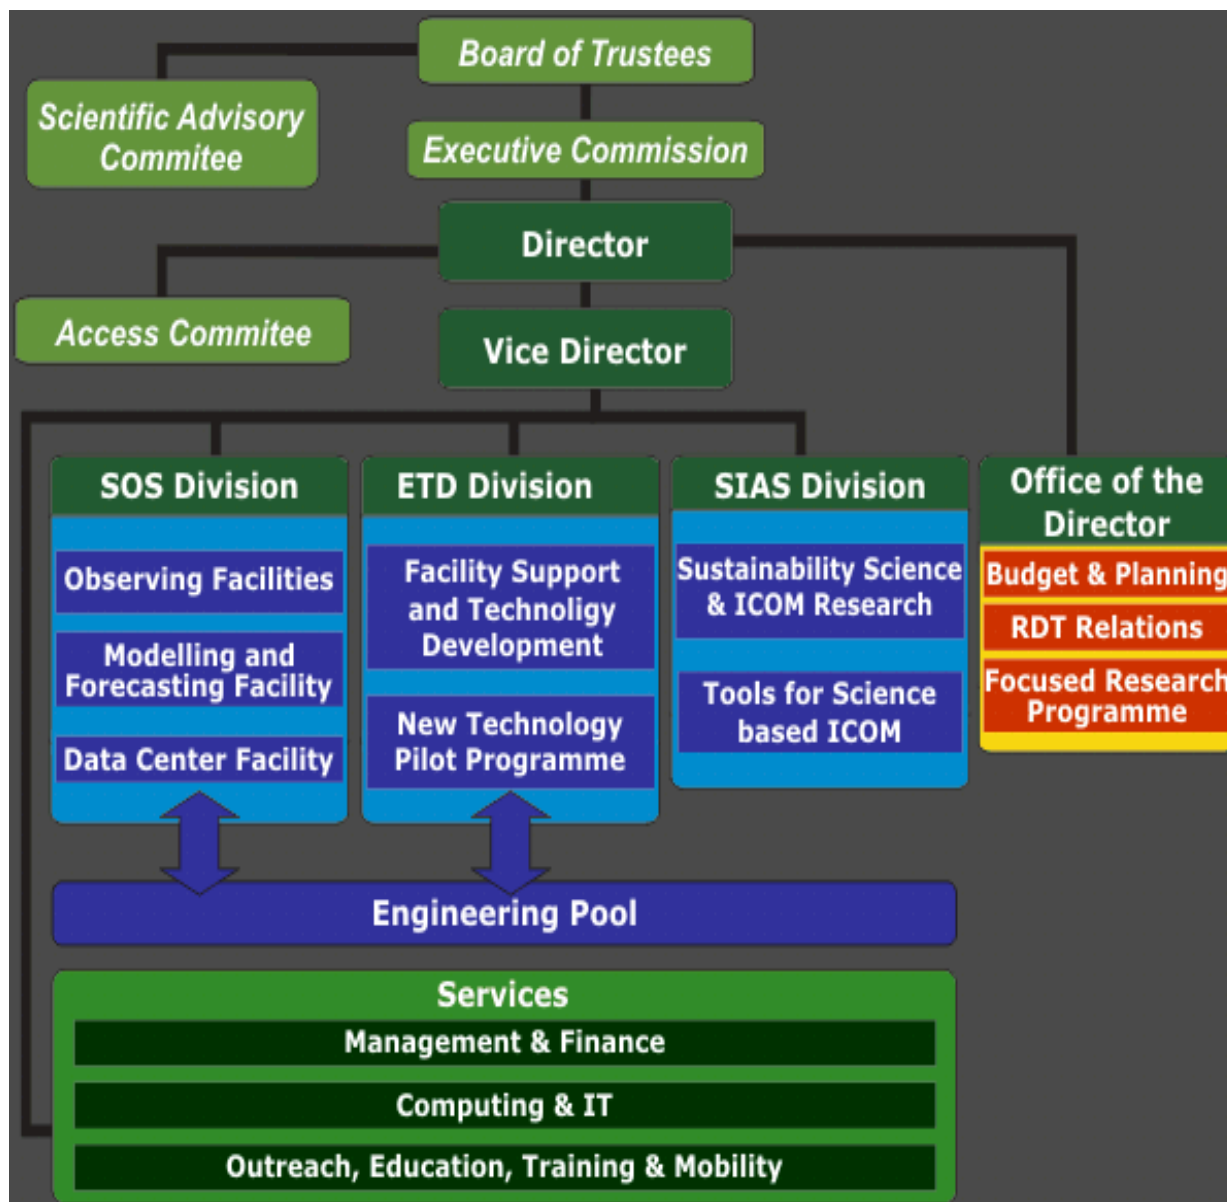 Board of Trustees
Scientific Advisory
Commitee
Executive Commission
Director
Access Commitee
Vice Director
SOS Division
Observing Facilities
Modelling and
Forecasting Facility
Data Center Facility
ETD Division
Facility Support
and Technoligy
Development
New Technology
Pilot Programme
SIAS Division
Sustainability Science
& ICOM Research
Tools for Science
based ICOM
Office of the
Director
Budget & Planning
RDT Relations
Focused Research
Programme
Engineering Pool
Services
Management & Finance
Computing & IT
Outreach, Education, Training & Mobility